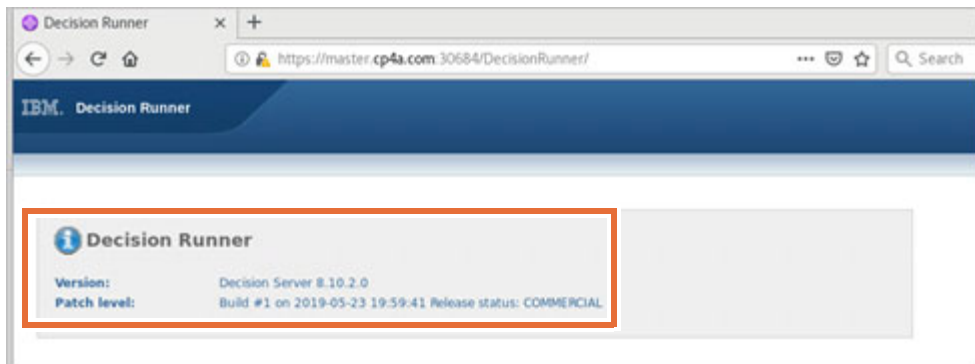 Decision Runner × +
https://master.cp4a.com:30684/DecisionRunner/ ••• Search
IBM. Decision Runner
Decision Runner
Version: Decision Server 8.10.2.0
Patch level: Build #1 on 2019-05-23 19:59:41 Release status: COMMERCIAL